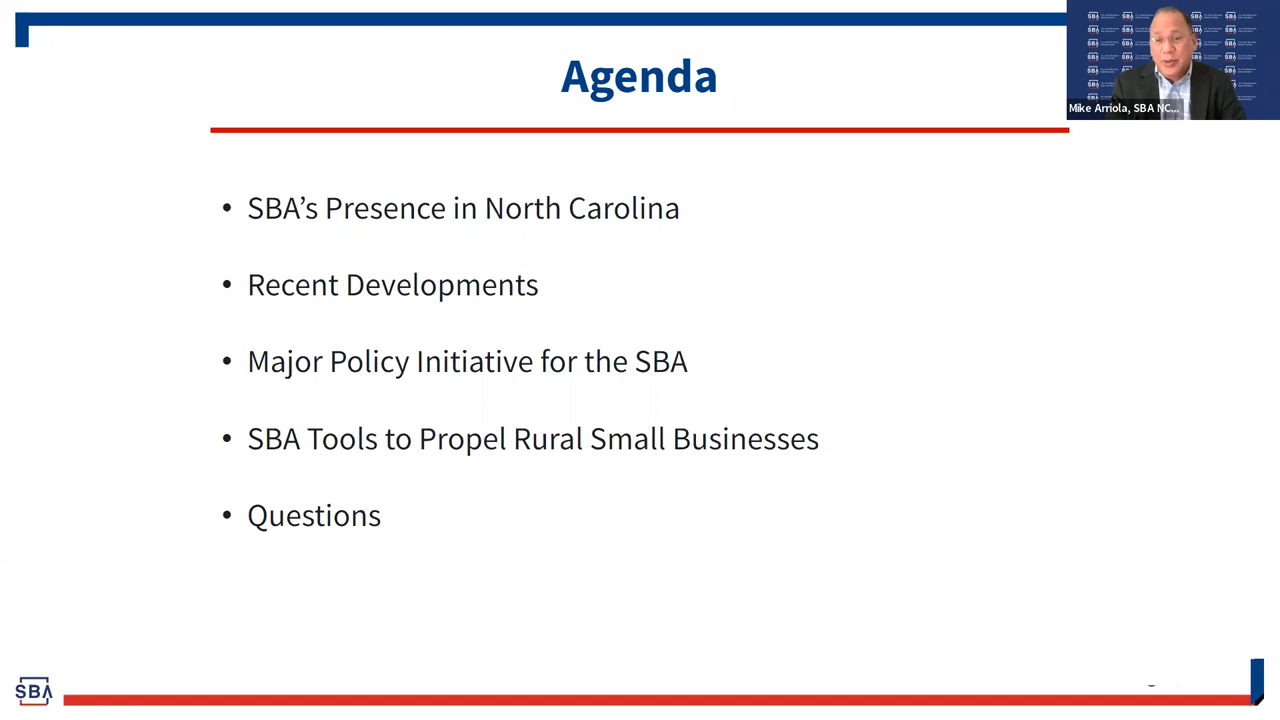 Agenda
Mike Arriola, SBA NC...
• SBA’s Presence in North Carolina
• Recent Developments
• Major Policy Initiative for the SBA
• SBA Tools to Propel Rural Small Businesses
• Questions
SBA